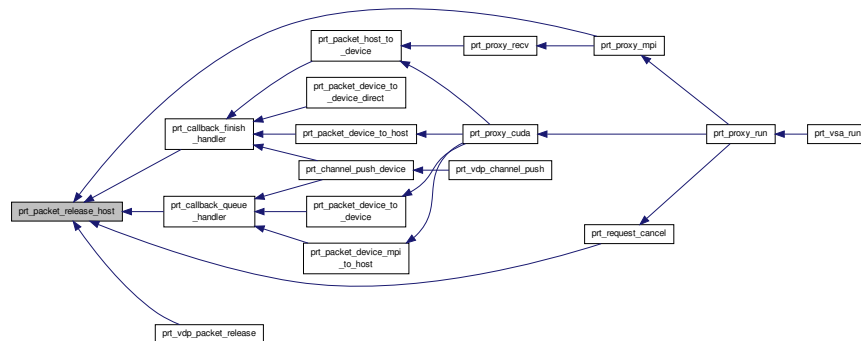 prt_packet_host_to
_device
prt_proxy_recv
prt_proxy_mpi
prt_packet_device_to
_device_direct
prt_callback_finish
_handler
prt_packet_device_to_host
prt_proxy_cuda
prt_proxy_run
prt_vsa_run
prt_channel_push_device
prt_vdp_channel_push
prt_packet_release_host
prt_callback_queue
_handler
prt_packet_device_to
_device
prt_request_cancel
prt_packet_device_mpi
_to_host
prt_vdp_packet_release